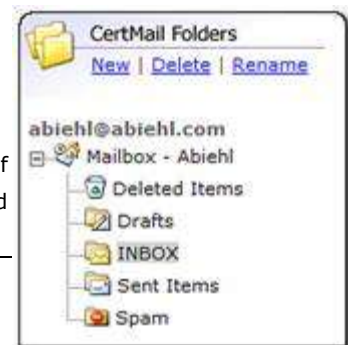 CertMail Folders
New | Delete | Rename
abiehl@abiehl.com
Mailbox - Abiehl
Deleted Items
Drafts
INBOX
Sent Items
Spam